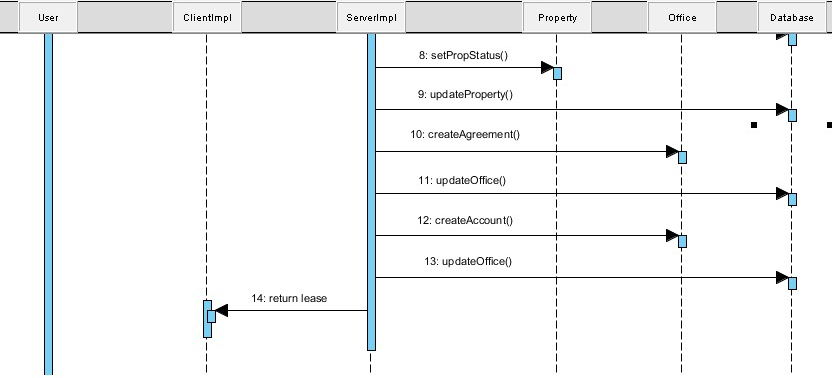 User ClientImpl ServerImpl Property Office Database
8: setPropStatus()
9: updateProperty()
10: createAgreement()
11: updateOffice()
12: createAccount()
13: updateOffice()
14: return lease